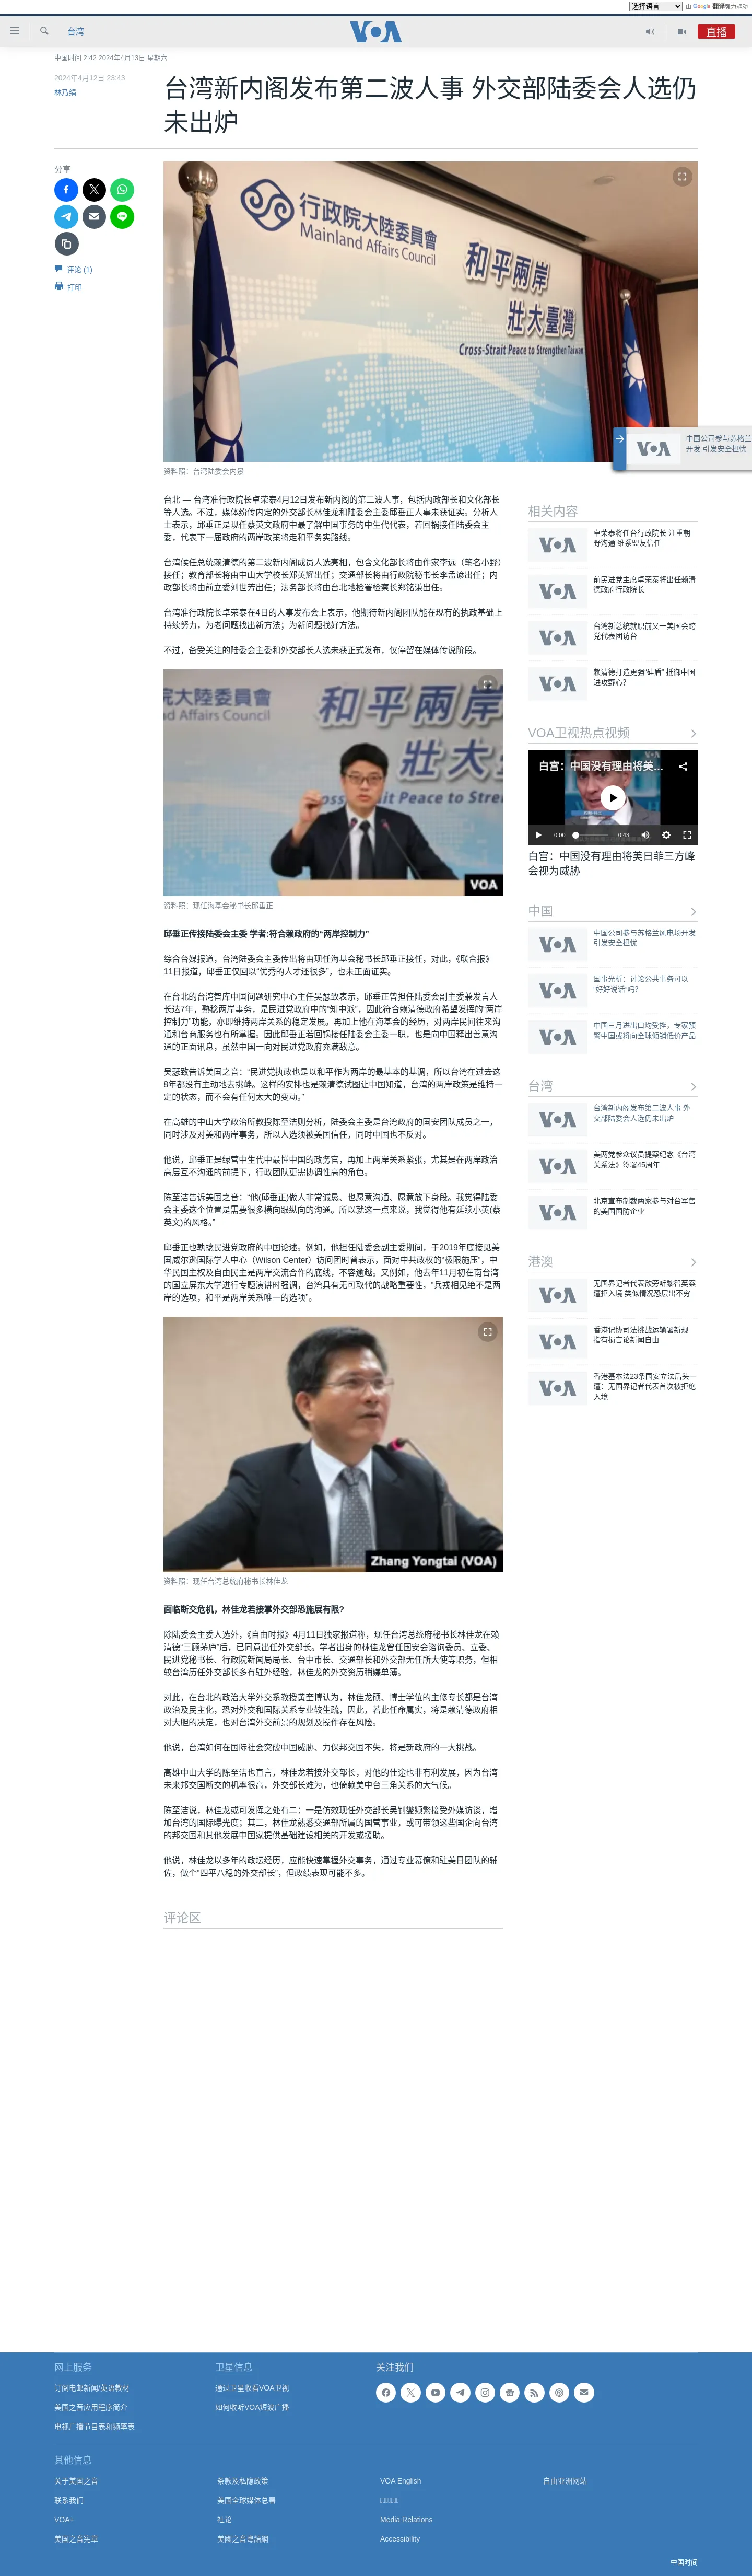 选择语言
由 Google 翻译强力驱动
台湾
VOA
直播
中国时间 2:42 2024年4月13日 星期六
2024年4月12日 23:43
林乃绢
台湾新内阁发布第二波人事 外交部陆委会人选仍
未出炉
分享
评论 (1)
打印
行政院大陸委員會
Mainland Affairs Council
和平兩岸
壯大臺灣
Cross-Strait Peace to Strengthen Taiwan
资料照：台湾陆委会内景
VOA
中国公司参与苏格兰
开发 引发安全担忧
台北 — 台湾准行政院长卓荣泰4月12日发布新内阁的第二波人事，包括内政部长和文化部长
等人选。不过，媒体纷传内定的外交部长林佳龙和陆委会主委邱垂正人事未获证实。分析人
士表示，邱垂正是现任蔡英文政府中最了解中国事务的中生代代表，若回锅接任陆委会主
委，代表下一届政府的两岸政策将走和平务实路线。
台湾候任总统赖清德的第二波新内阁成员人选亮相，包含文化部长将由作家李远（笔名小野）
接任；教育部长将由中山大学校长郑英耀出任；交通部长将由行政院秘书长李孟谚出任；内
政部长将由前立委刘世芳出任；法务部长将由台北地检署检察长郑铭谦出任。
台湾准行政院长卓荣泰在4日的人事发布会上表示，他期待新内阁团队能在现有的执政基础上
持续努力，为老问题找出新方法；为新问题找好方法。
不过，备受关注的陆委会主委和外交部长人选未获正式发布，仅停留在媒体传说阶段。
院大陸委員會
d Affairs Council
和平兩岸
Strait Peace to Stre
VOA
资料照：现任海基会秘书长邱垂正
邱垂正传接陆委会主委 学者:符合赖政府的“两岸控制力”
综合台媒报道，台湾陆委会主委传出将由现任海基会秘书长邱垂正接任，对此，《联合报》
11日报道，邱垂正仅回以“优秀的人才还很多”，也未正面证实。
在台北的台湾智库中国问题研究中心主任吴瑟致表示，邱垂正曾担任陆委会副主委兼发言人
长达7年，熟稔两岸事务，是民进党政府中的“知中派”，因此符合赖清德政府希望发挥的“两岸
控制力”功能，亦即维持两岸关系的稳定发展。再加上他在海基会的经历，对两岸民间往来沟
通和台商服务也有所掌握。因此邱垂正若回锅接任陆委会主委一职，也是向中国释出善意沟
通的正面讯息，虽然中国一向对民进党政府充满敌意。
吴瑟致告诉美国之音：“民进党执政也是以和平作为两岸的最基本的基调，所以台湾在过去这
8年都没有主动地去挑衅。这样的安排也是赖清德试图让中国知道，台湾的两岸政策是维持一
定的状态，而不会有任何太大的变动。”
在高雄的中山大学政治所教授陈至洁则分析，陆委会主委是台湾政府的国安团队成员之一，
同时涉及对美和两岸事务，所以人选须被美国信任，同时中国也不反对。
他说，邱垂正是绿营中生代中最懂中国的政务官，再加上两岸关系紧张，尤其是在两岸政治
高层互不沟通的前提下，行政团队更需协调性高的角色。
陈至洁告诉美国之音：“他(邱垂正)做人非常诚恳、也愿意沟通、愿意放下身段。我觉得陆委
会主委这个位置是需要很多横向跟纵向的沟通。所以就这一点来说，我觉得他有延续小英(蔡
英文)的风格。”
邱垂正也孰捻民进党政府的中国论述。例如，他担任陆委会副主委期间，于2019年底接见美
国威尔逊国际学人中心（Wilson Center）访问团时曾表示，面对中共政权的“极限施压”，中
华民国主权及自由民主是两岸交流合作的底线，不容逾越。又例如，他去年11月初在南台湾
的国立屏东大学进行专题演讲时强调，台湾具有无可取代的战略重要性，“兵戎相见绝不是两
岸的选项，和平是两岸关系唯一的选项”。
Zhang Yongtai (VOA)
资料照：现任台湾总统府秘书长林佳龙
面临断交危机，林佳龙若接掌外交部恐施展有限?
除陆委会主委人选外，《自由时报》4月11日独家报道称，现任台湾总统府秘书长林佳龙在赖
清德“三顾茅庐”后，已同意出任外交部长。学者出身的林佳龙曾任国安会谘询委员、立委、
民进党秘书长、行政院新闻局局长、台中市长、交通部长和外交部无任所大使等职务，但相
较台湾历任外交部长多有驻外经验，林佳龙的外交资历稍嫌单薄。
对此，在台北的政治大学外交系教授黄奎博认为，林佳龙硕、博士学位的主修专长都是台湾
政治及民主化，恐对外交和国际关系专业较生疏，因此，若此任命属实，将是赖清德政府相
对大胆的决定，也对台湾外交前景的规划及操作存在风险。
他说，台湾如何在国际社会突破中国威胁、力保邦交国不失，将是新政府的一大挑战。
高雄中山大学的陈至洁也直言，林佳龙若接外交部长，对他的仕途也非有利发展，因为台湾
未来邦交国断交的机率很高，外交部长难为，也倚赖美中台三角关系的大气候。
陈至洁说，林佳龙或可发挥之处有二：一是仿效现任外交部长吴钊燮频繁接受外媒访谈，增
加台湾的国际曝光度；其二，林佳龙熟悉交通部所属的国营事业，或可带领这些国企向台湾
的邦交国和其他发展中国家提供基础建设相关的开发或援助。
他说，林佳龙以多年的政坛经历，应能快速掌握外交事务，通过专业幕僚和驻美日团队的辅
佐，做个“四平八稳的外交部长”，但政绩表现可能不多。
评论区
相关内容
VOA
卓荣泰将任台行政院长 注重朝
野沟通 维系盟友信任
VOA
前民进党主席卓荣泰将出任赖清
德政府行政院长
VOA
台湾新总统就职前又一美国会跨
党代表团访台
VOA
赖清德打造更强“硅盾” 抵御中国
进攻野心?
VOA卫视热点视频
白宫：中国没有理由将美...
0:00
0:43
白宫：中国没有理由将美日菲三方峰
会视为威胁
中国
VOA
中国公司参与苏格兰风电场开发
引发安全担忧
VOA
国事光析：讨论公共事务可以
“好好说话”吗?
VOA
中国三月进出口均受挫，专家预
警中国或将向全球倾销低价产品
台湾
VOA
台湾新内阁发布第二波人事 外
交部陆委会人选仍未出炉
VOA
美两党参众议员提案纪念《台湾
关系法》签署45周年
VOA
北京宣布制裁两家参与对台军售
的美国国防企业
港澳
VOA
无国界记者代表欲旁听黎智英案
遭拒入境 类似情况恐层出不穷
VOA
香港记协司法挑战运输署新规
指有损言论新闻自由
VOA
香港基本法23条国安立法后头一
遭：无国界记者代表首次被拒绝
入境
网上服务
订阅电邮新闻/英语教材
美国之音应用程序简介
电视广播节目表和频率表
卫星信息
通过卫星收看VOA卫视
如何收听VOA短波广播
关注我们
其他信息
关于美国之音
联系我们
VOA+
美国之音宪章
条款及私隐政策
美国全球媒体总署
社论
美國之音粵語網
VOA English
Media Relations
Accessibility
自由亚洲网站
中国时间